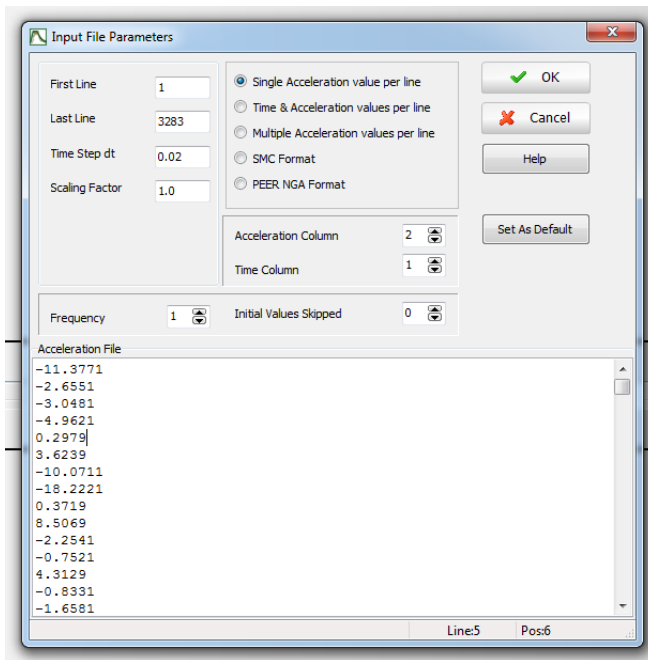 Input File Parameters
First Line 1
Last Line 3283
Time Step dt 0.02
Scaling Factor 1.0
Single Acceleration value per line
Time & Acceleration values per line
Multiple Acceleration values per line
SMC Format
PEER NGA Format
OK
Cancel
Help
Acceleration Column 2
Time Column 1
Set As Default
Frequency 1
Initial Values Skipped 0
Acceleration File
-11.3771
-2.6551
-3.0481
-4.9621
0.2979
3.6239
-10.0711
-18.2221
0.3719
8.5069
-2.2541
-0.7521
4.3129
-0.8331
-1.6581
Line:5 Pos:6